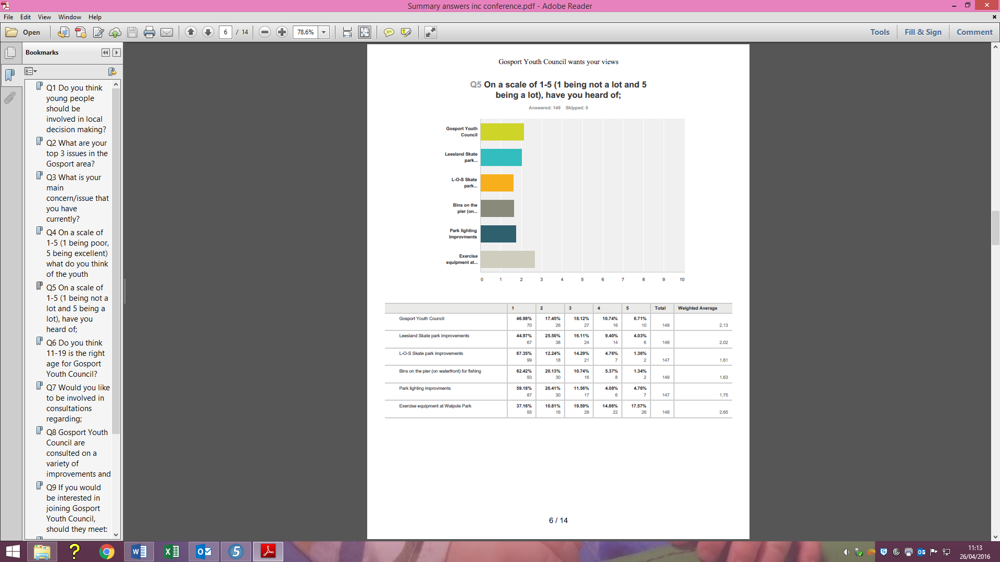 Summary answers inc conference.pdf - Adobe Reader
File Edit View Window Help
Open 6 / 14 78.6% Tools Fill & Sign Comment
Bookmarks
Q1 Do you think
young people
should be
involved in local
decision making?
Q2 What are your
top 3 issues in the
Gosport area?
Q3 What is your
main
concern/issue that
you have
currently?
Q4 On a scale of
1-5 (1 being poor,
5 being excellent)
what do you think
of the youth
Q5 On a scale of
1-5 (1 being not a
lot and 5 being a
lot), have you
heard of;
Q6 Do you think
11-19 is the right
age for Gosport
Youth Council?
Q7 Would you like
to be involved in
consultations
regarding;
Q8 Gosport Youth
Council are
consulted on a
variety of
improvements and
Q9 If you would
be interested in
joining Gosport
Youth Council,
should they meet:
Gosport Youth Council wants your views
Q5 On a scale of 1-5 (1 being not a lot and 5
being a lot), have you heard of;
Answered: 149 Skipped: 0
Gosport Youth
Council
Leesland Skate
park...
L-O-S Skate
park...
Bins on the
pier (on...
Park lighting
improvments
Exercise
equipment at...
0 1 2 3 4 5 6 7 8 9 10
1 2 3 4 5 Total Weighted Average
Gosport Youth Council 46.98% 17.45% 18.12% 10.74% 6.71%
70 26 27 16 10 149 2.13
Leesland Skate park improvements 44.97% 25.50% 16.11% 9.40% 4.03%
67 38 24 14 6 149 2.02
L-O-S Skate park improvements 67.35% 12.24% 14.29% 4.76% 1.36%
99 18 21 7 2 147 1.61
Bins on the pier (on waterfront) for fishing 62.42% 20.13% 10.74% 5.37% 1.34%
93 30 16 8 2 149 1.63
Park lighting improvments 59.18% 20.41% 11.56% 4.08% 4.76%
87 30 17 6 7 147 1.75
Exercise equipment at Walpole Park 37.16% 10.81% 19.59% 14.86% 17.57%
55 16 29 22 26 148 2.65
6 / 14
11:13
26/04/2016